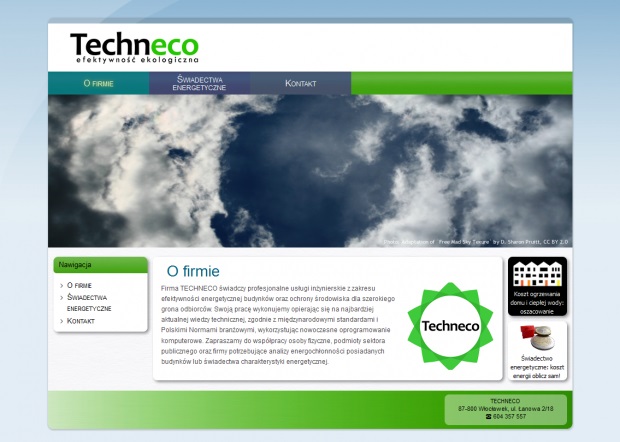 Techneco
efektywność ekologiczna
O FIRMIE
ŚWIADECTWA
ENERGETYCZNE
KONTAKT
Free Mad Sky Texure by D. Sharon Pruitt, CC BY 2.0
Nawigacja
O FIRMIE
ŚWIADECTWA
ENERGETYCZNE
KONTAKT
O firmie
Firma TECHNECO świadczy profesjonalne usługi inżynierskie z zakresu
efektywności energetycznej budynków oraz ochrony środowiska dla szerokiego
grona odbiorców. Swoją pracę wykonujemy opierając się na najbardziej
aktualnej wiedzy technicznej, zgodnie z międzynarodowymi standardami i
Polskimi Normami branżowymi, wykorzystując nowoczesne oprogramowanie
komputerowe. Zapraszamy do współpracy osoby fizyczne, podmioty sektora
publicznego oraz firmy potrzebujące analizy energochłonności posiadanych
budynków lub świadectwa charakterystyki energetycznej.
Techneco
Koszt ogrzewania
domu i ciepłej wody:
oszacowanie
Świadectwo
energetyczne: koszt
energii oblicz sam!
TECHNECO
87-800 Włocławek, ul. Łanowa 2/18
☎ 604 357 557